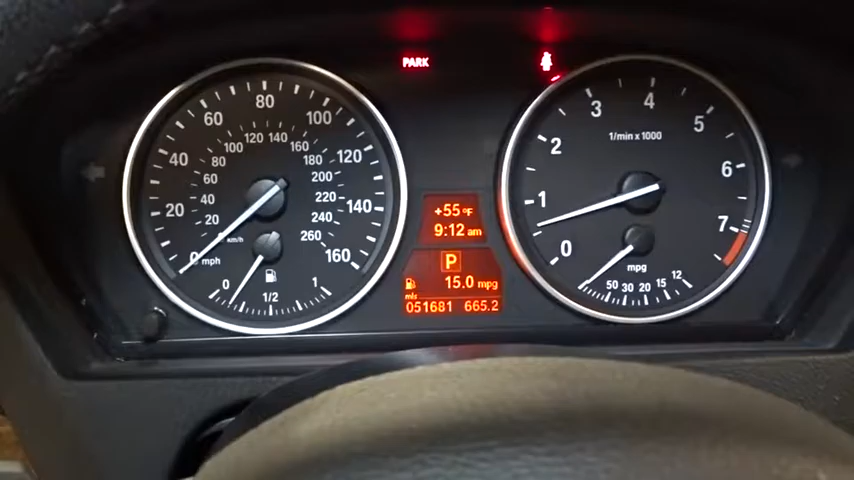 PARK
0 20 40 60 80 100 120 140 160
20 40 60 80 100 120 140 160 180 200 220 240 260
km/h
mph
0 1/2 1
+55 °F
9:12 am
P
15.0 mpg
mls
051681 665.2
0 1 2 3 4 5 6 7
1/min x 1000
mpg
50 30 20 15 12